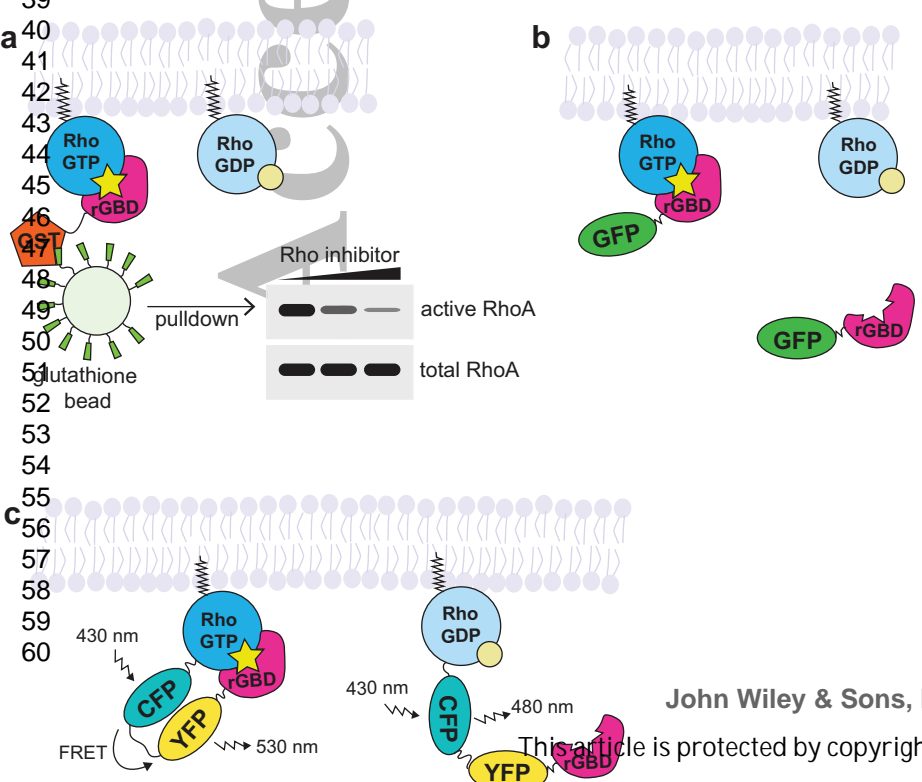 39
40
41
42
43
44
45
46
47
48
49
50
51
52
53
54
55
56
57
58
59
60
a
Rho
GTP
rGBD
GST
Rho
GDP
glutathione
bead
pulldown
Rho inhibitor
active RhoA
total RhoA
b
Rho
GTP
rGBD
GFP
Rho
GDP
GFP
rGBD
c
430 nm
Rho
GTP
rGBD
CFP
YFP
FRET
530 nm
Rho
GDP
430 nm
CFP
480 nm
YFP
rGBD
John Wiley & Sons,
This article is protected by copyrigh